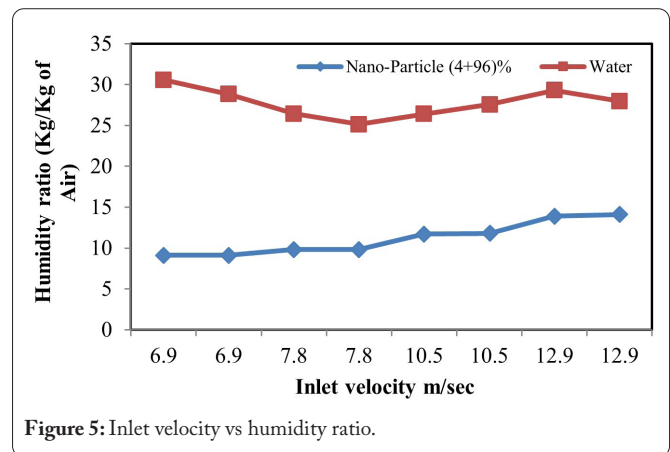 35
30
25
20
15
10
5
0
Humidity ratio (Kg/Kg of
Air)
Nano-Particle (4+96)%
Water
6.9 6.9 7.8 7.8 10.5 10.5 12.9 12.9
Inlet velocity m/sec
Figure 5: Inlet velocity vs humidity ratio.